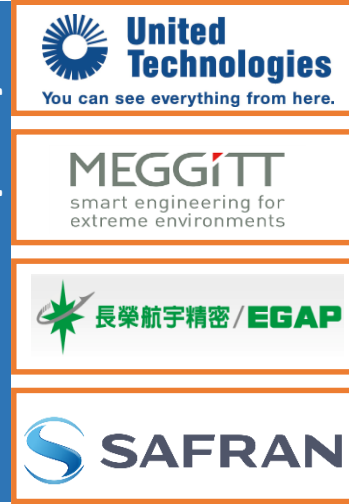 United
Technologies
You can see everything from here.
MEGGiTT
smart engineering for
extreme environments
長榮航宇精密/EGAP
SAFRAN